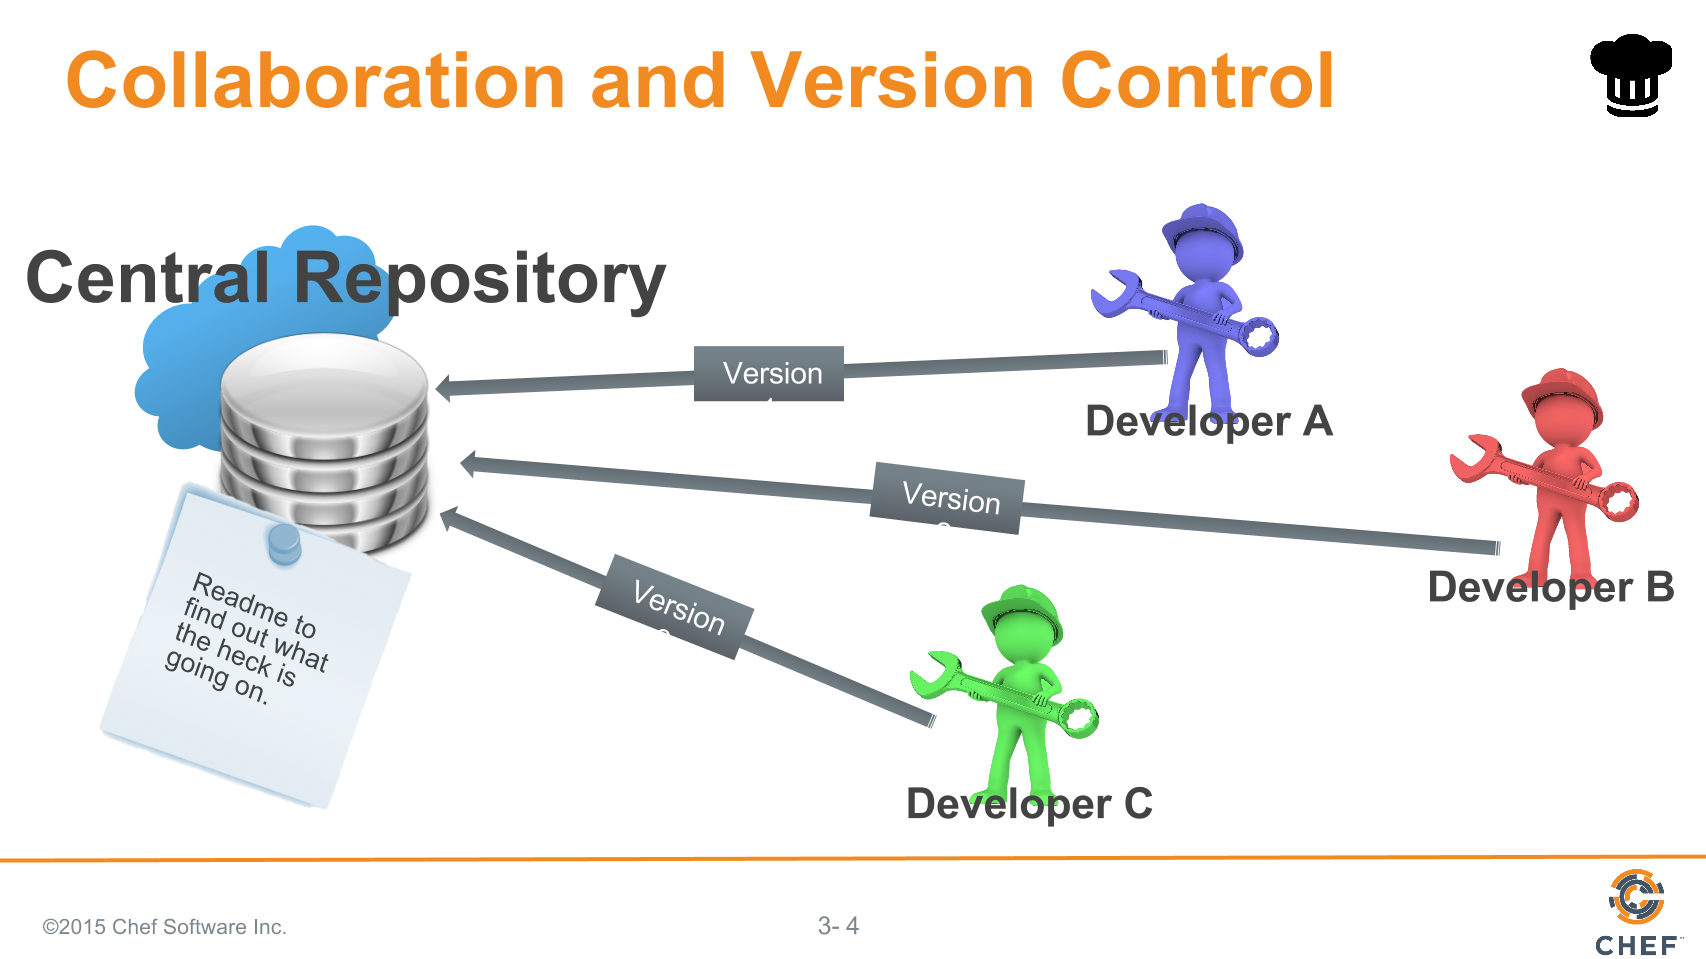 Collaboration and Version Control
Central Repository
Version
Developer A
Version
Developer B
Version
Readme to
find out what
the heck is
going on.
Developer C
©2015 Chef Software Inc.
3- 4
CHEF